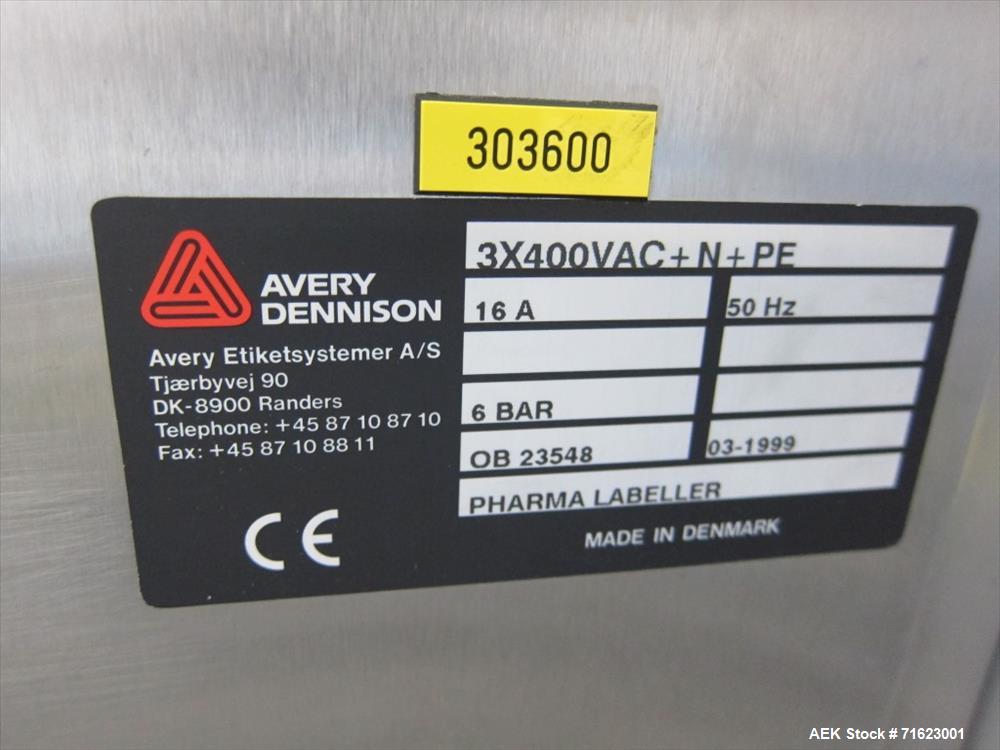 303600
AVERY
DENNISON
Avery Etiketsystemer A/S
Tjærbyvej 90
DK-8900 Randers
Telephone: +45 87 10 87 10
Fax: +45 87 10 88 11
CE
3X400VAC+N+PE
16 A 50 Hz
6 BAR
OB 23548 03-1999
PHARMA LABELLER
MADE IN DENMARK
AEK Stock # 71623001